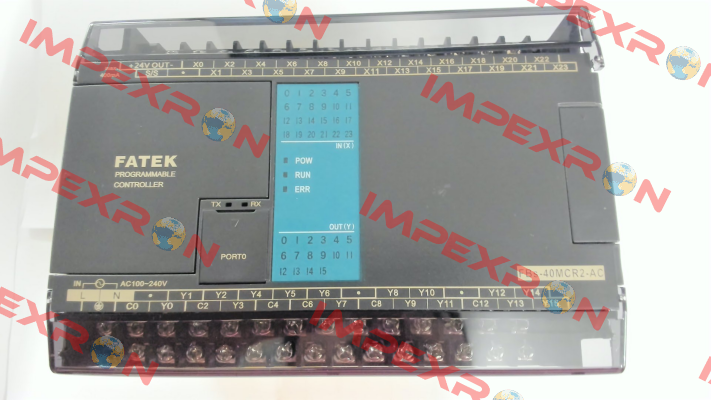 IMPEXRON
+24V OUT- X0 X2 X4 X6 X8 X10 X12 X14 X16 X18 X20 X22
S/S • X1 X3 X5 X7 X9 X11 X13 X15 X17 X19 X21 X23
0 1 2 3 4 5
6 7 8 9 10 11
12 13 14 15 16 17
18 19 20 21 22 23
IN(X)
FATEK
PROGRAMMABLE
CONTROLLER
POW
RUN
ERR
TX RX
PORT0
OUT(Y)
0 1 2 3 4 5
6 7 8 9 10 11
12 13 14 15
FBs-40MCR2-AC
IN AC100~240V
L N • Y1 Y2 Y4 Y5 Y6 • Y8 Y10 • Y12 Y14
C0 Y0 C2 Y3 C4 C6 Y7 C8 Y9 Y11 C12 Y13 Y15